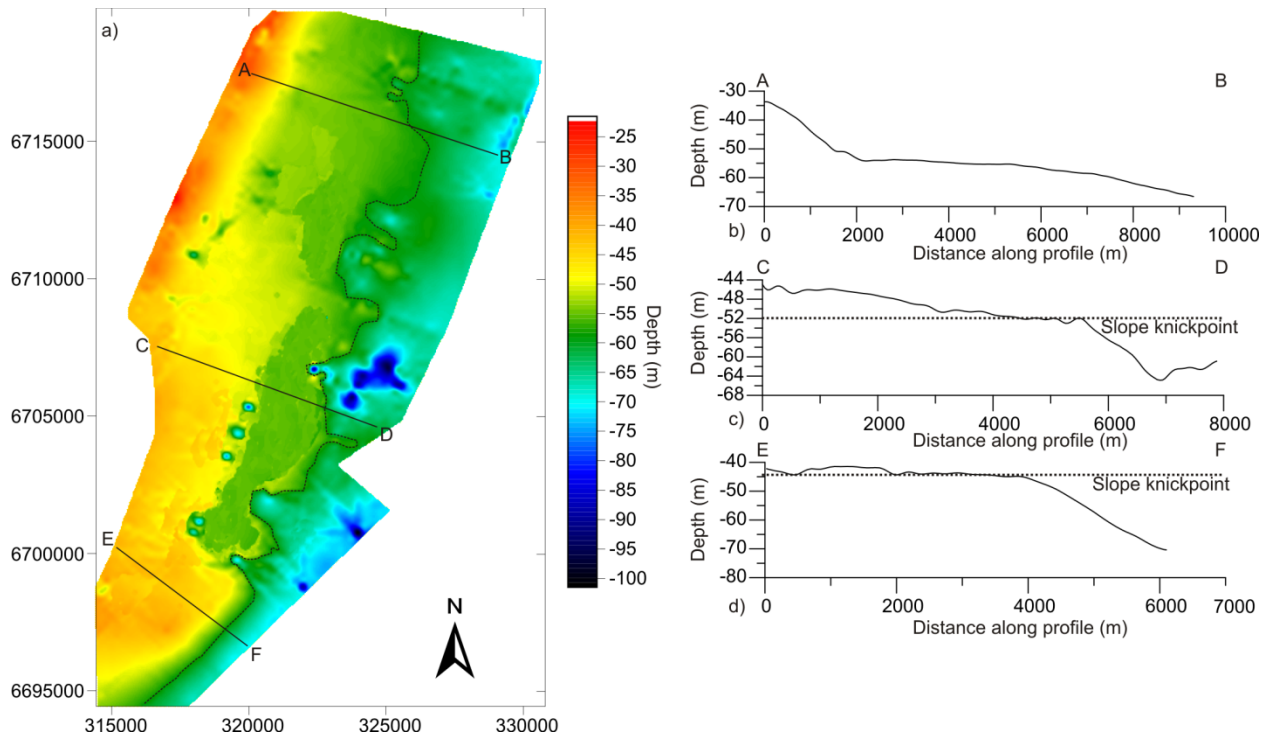 a)
A
B
C
D
E
F
N
6715000
6710000
6705000
6700000
6695000
315000 320000 325000 330000
-25
-30
-35
-40
-45
-50
-55
-60
-65
-70
-75
-80
-85
-90
-95
-100
Depth (m)
A B
-30
-40
-50
-60
-70
Depth (m)
b) 0 2000 4000 6000 8000 10000
Distance along profile (m)
C D
-44
-48
-52
-56
-60
-64
-68
Depth (m)
Slope knickpoint
c) 0 2000 4000 6000 8000
Distance along profile (m)
E F
-40
-50
-60
-70
-80
Depth (m)
Slope knickpoint
d) 0 2000 4000 6000 7000
Distance along profile (m)